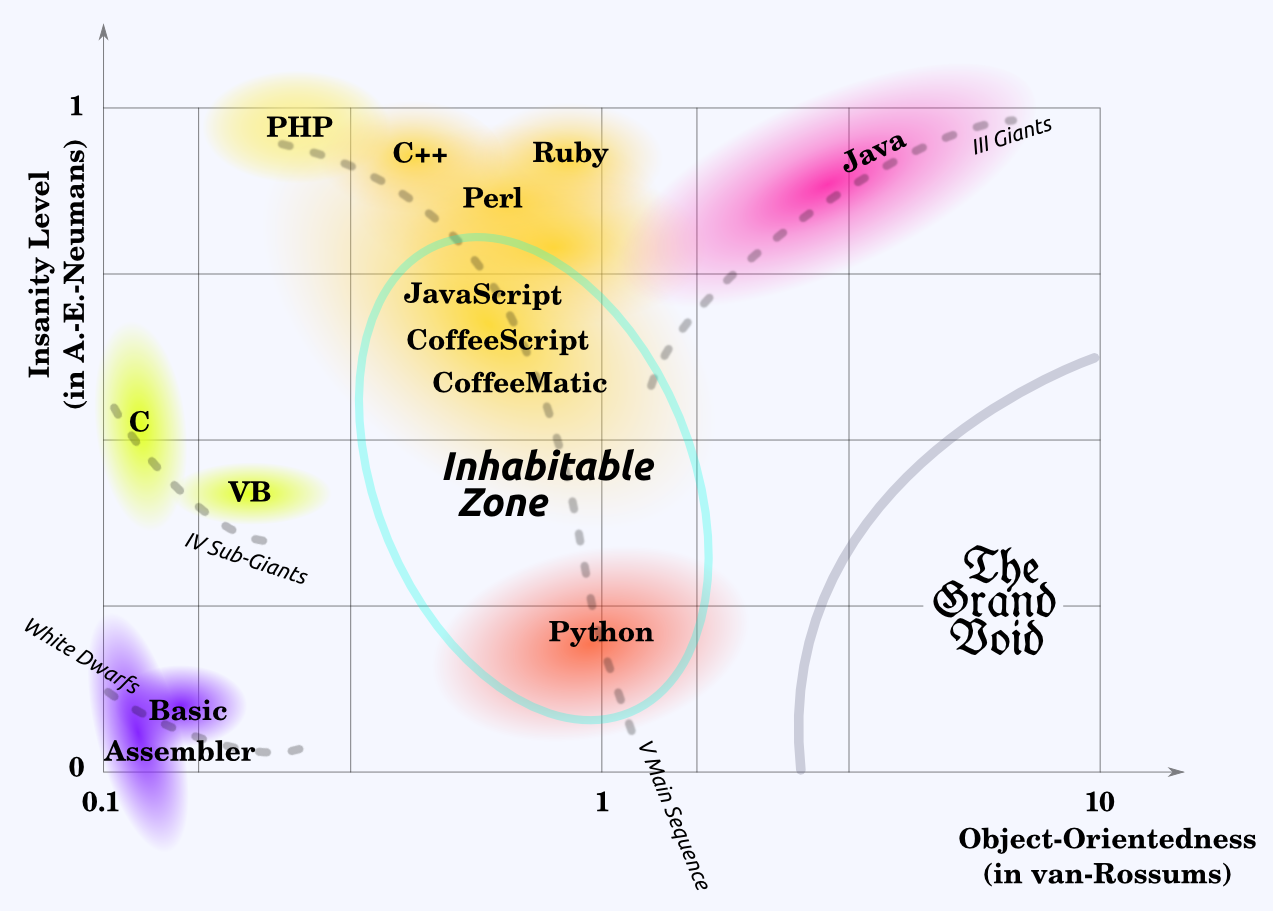 1
PHP
C++
Ruby
Java
III Giants
Perl
Insanity Level
(in A.-E.-Neumans)
JavaScript
CoffeeScript
CoffeeMatic
C
Inhabitable
Zone
VB
IV Sub-Giants
The
Grand
Void
Python
White Dwarfs
Basic
Assembler
V Main Sequence
0
0.1
1
10
Object-Orientedness
(in van-Rossums)